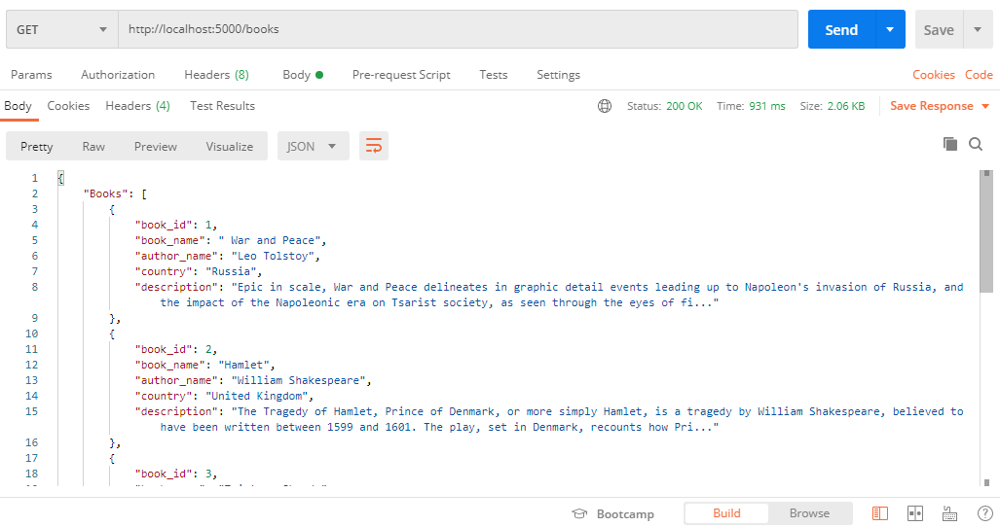 GET http://localhost:5000/books Send Save
Params Authorization Headers (8) Body Pre-request Script Tests Settings Cookies Code
Body Cookies Headers (4) Test Results Status: 200 OK Time: 931 ms Size: 2.06 KB Save Response
Pretty Raw Preview Visualize JSON
1 {
2 "Books": [
3 {
4 "book_id": 1,
5 "book_name": " War and Peace",
6 "author_name": "Leo Tolstoy",
7 "country": "Russia",
8 "description": "Epic in scale, War and Peace delineates in graphic detail events leading up to Napoleon's invasion of Russia, and
the impact of the Napoleonic era on Tsarist society, as seen through the eyes of fi..."
9 },
10 {
11 "book_id": 2,
12 "book_name": "Hamlet",
13 "author_name": "William Shakespeare",
14 "country": "United Kingdom",
15 "description": "The Tragedy of Hamlet, Prince of Denmark, or more simply Hamlet, is a tragedy by William Shakespeare, believed to
have been written between 1599 and 1601. The play, set in Denmark, recounts how Pri..."
16 },
17 {
18 "book_id": 3,
Bootcamp Build Browse